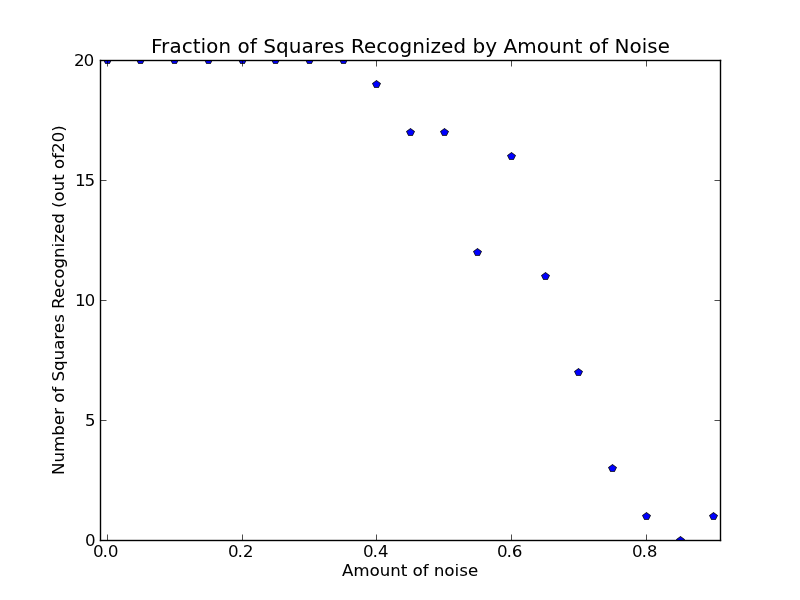 Fraction of Squares Recognized by Amount of Noise
20
15
10
5
0
Number of Squares Recognized (out of20)
0.0 0.2 0.4 0.6 0.8
Amount of noise